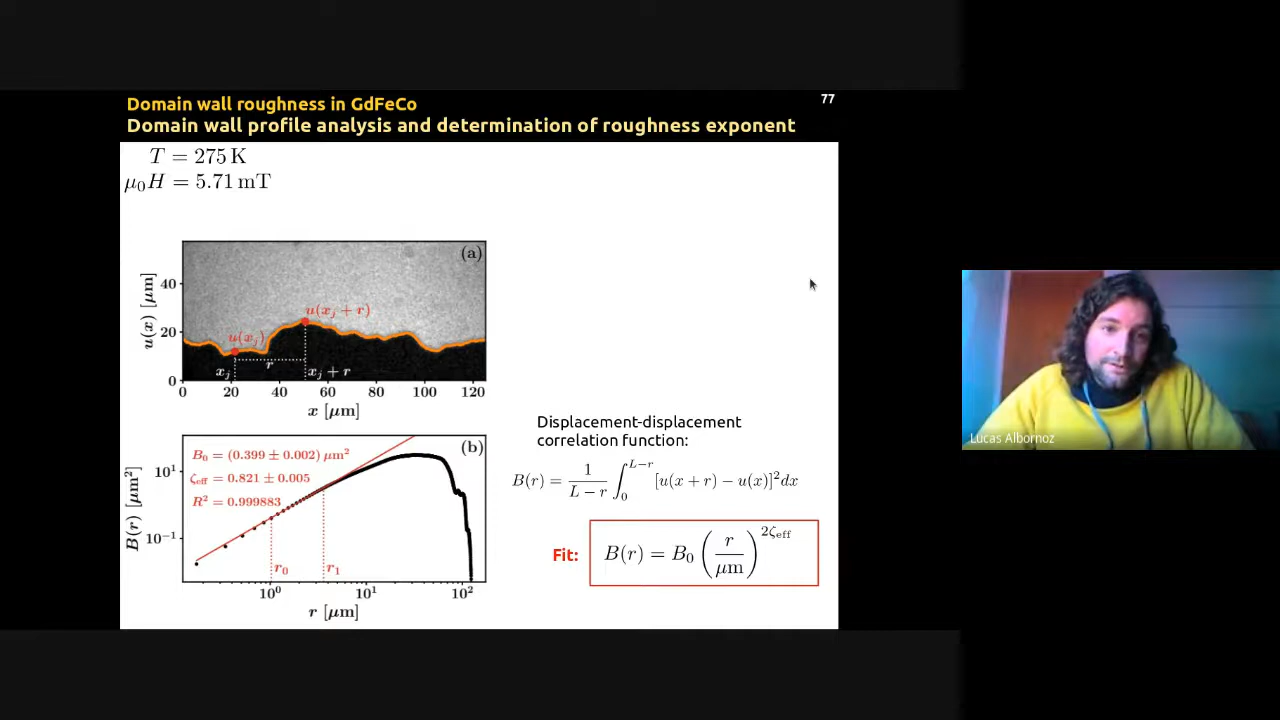 Domain wall roughness in GdFeCo
77
Domain wall profile analysis and determination of roughness exponent
T = 275 K
μ₀H = 5.71 mT
(a)
u(x) [μm]
40
20
0
u(x_j)
u(x_j + r)
r
x_j
x_j + r
0 20 40 60 80 100 120
x [μm]
(b)
B(r) [μm²]
10¹
10⁻¹
B₀ = (0.399 ± 0.002) μm²
ζ_eff = 0.821 ± 0.005
R² = 0.999883
r₀
r₁
10⁰ 10¹ 10²
r [μm]
Displacement-displacement
correlation function:
B(r) = \frac{1}{L − r} ∫_0^{L−r} [u(x + r) − u(x)]² dx
Fit: B(r) = B₀ (\frac{r}{μm})^{2ζ_eff}
Lucas Albornoz